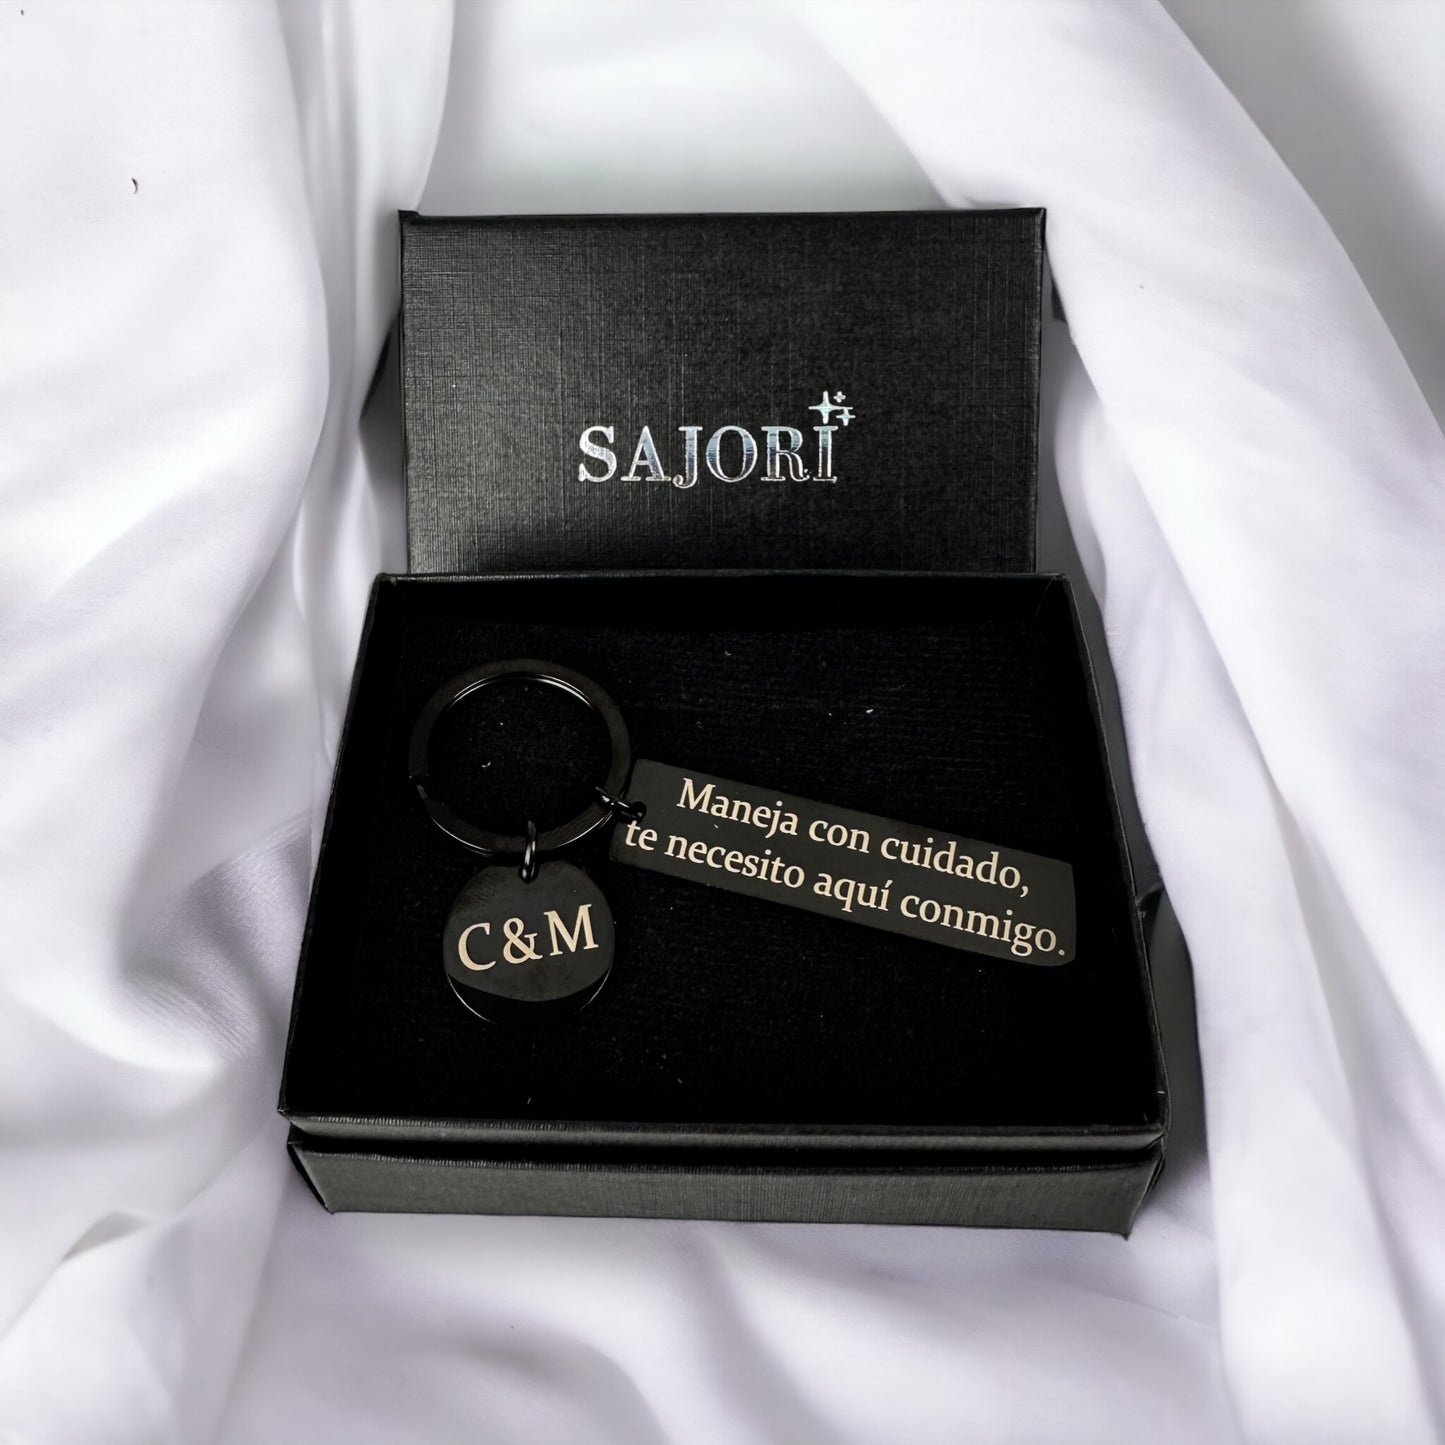 SAJORI
Maneja con cuidado,
te necesito aquí conmigo.
C&M